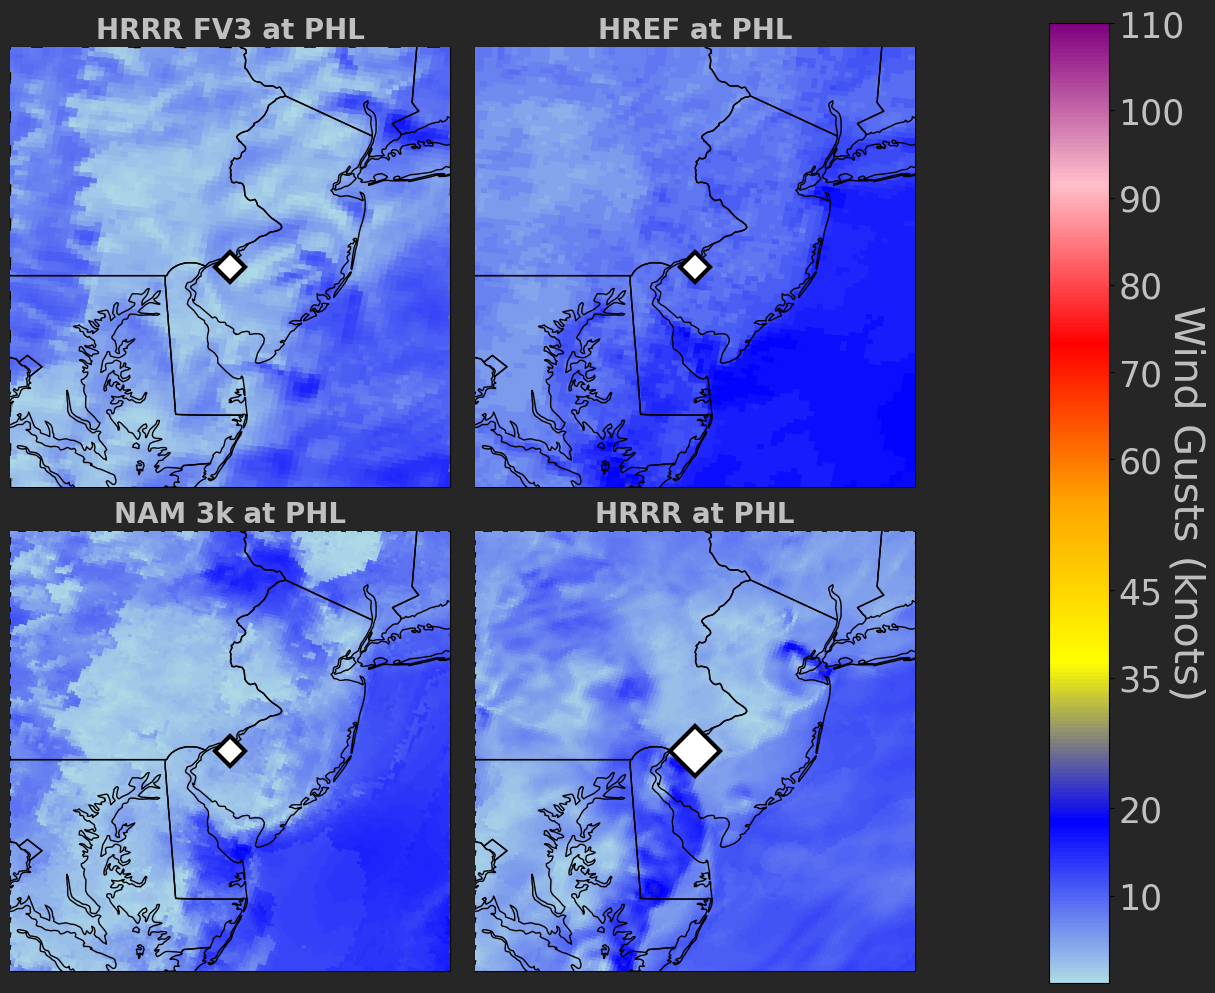 HRRR FV3 at PHL
HREF at PHL
NAM 3k at PHL
HRRR at PHL
110
100
90
80
70
60
45
35
20
10
Wind Gusts (knots)